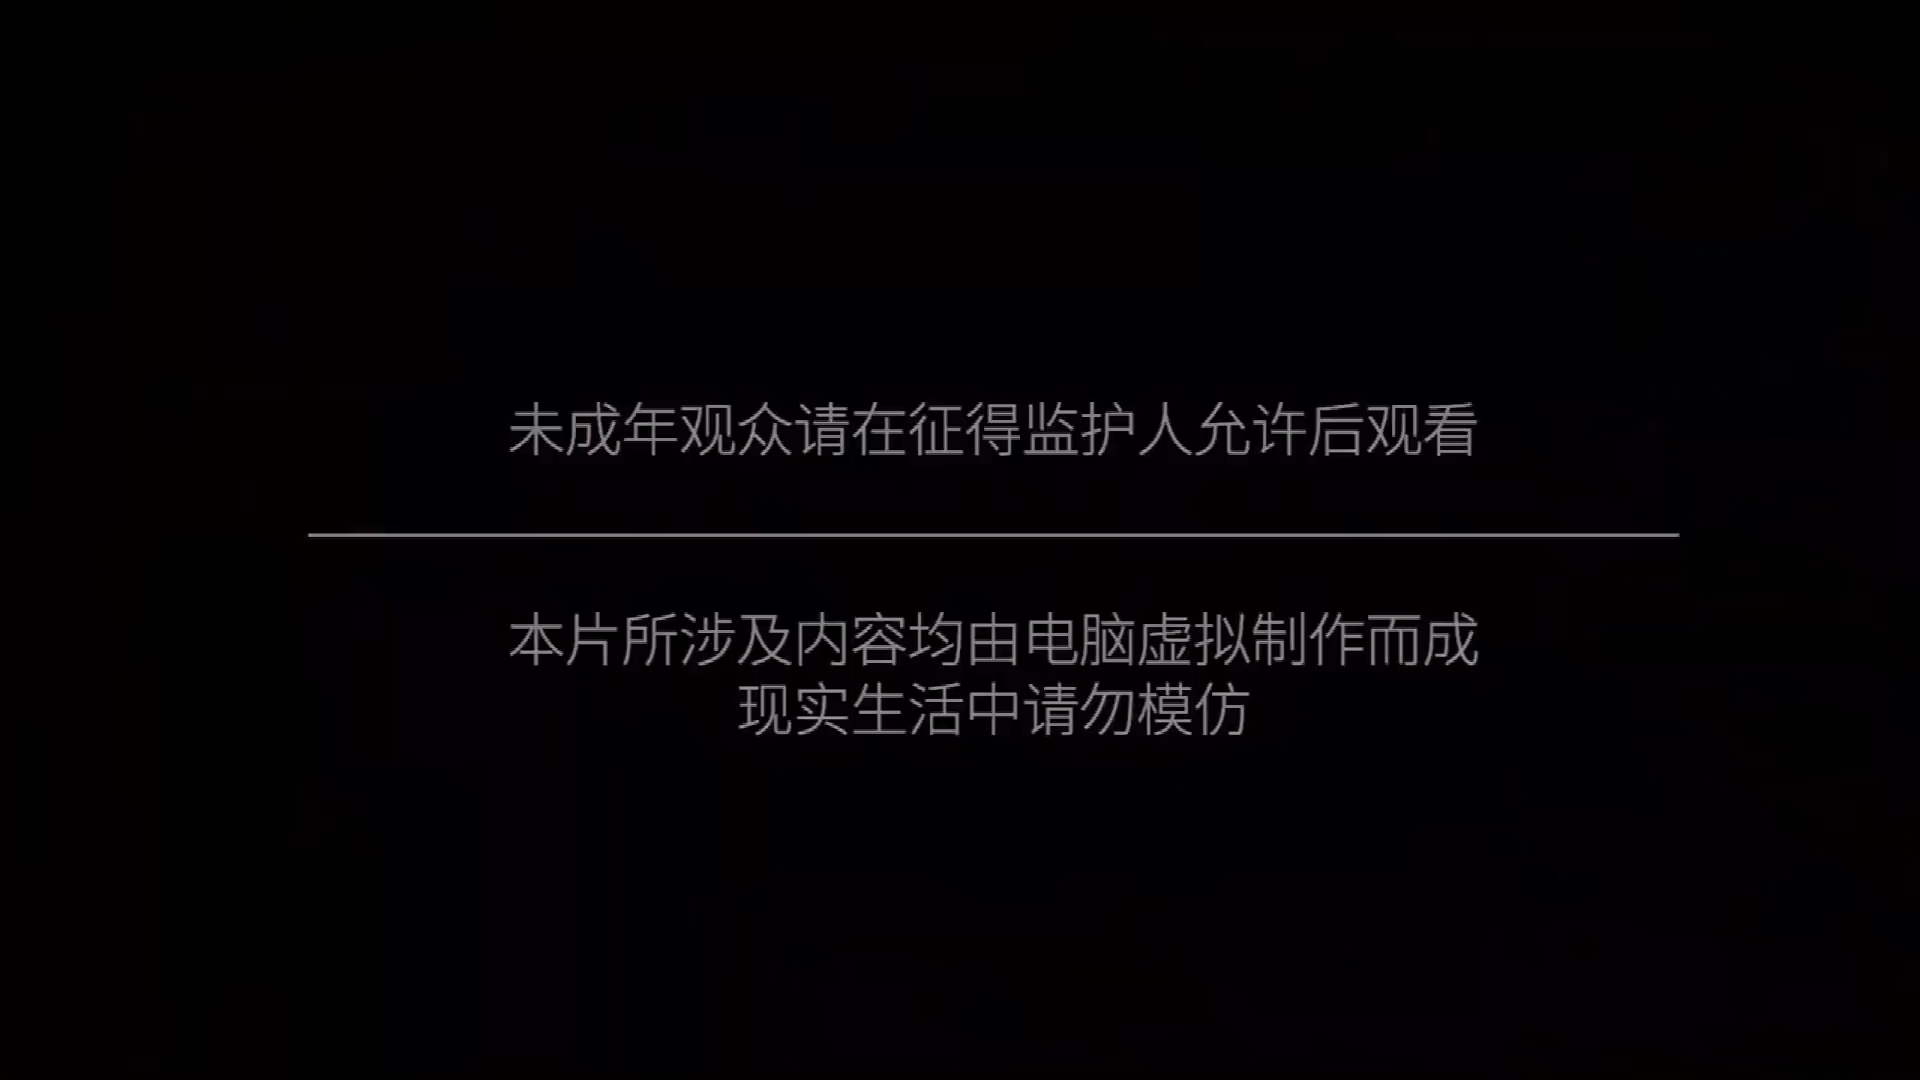 未成年观众请在征得监护人允许后观看
本片所涉及内容均由电脑虚拟制作而成
现实生活中请勿模仿